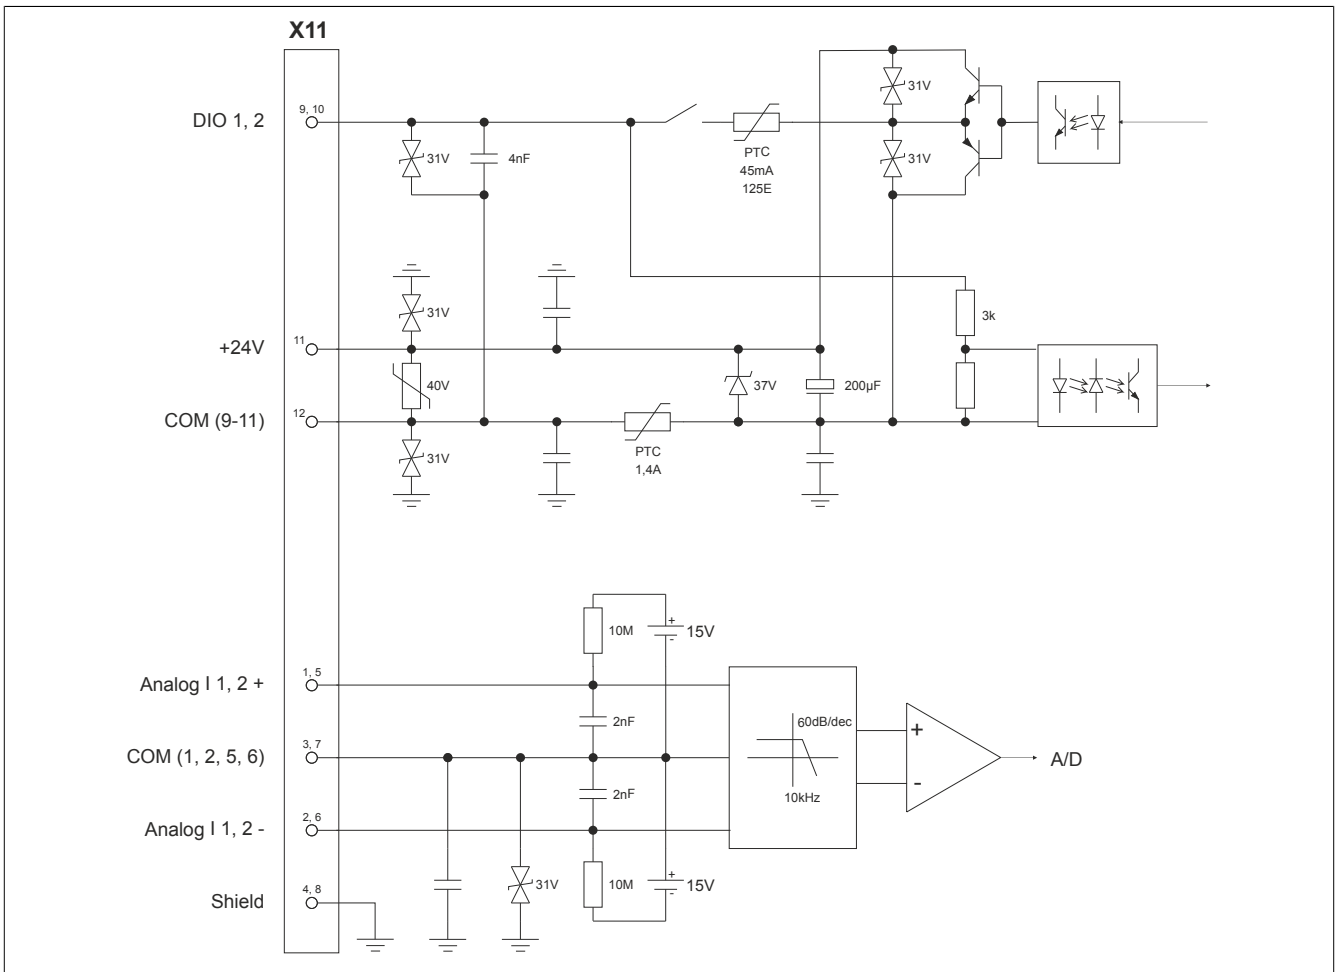 X11
DIO 1, 2
9, 10
31V
4nF
PTC
45mA
125E
31V
31V
31V
3k
+24V
11
40V
37V
200µF
COM (9-11)
12
31V
PTC
1,4A
10M
+
-
15V
Analog I 1, 2 +
1, 5
2nF
60dB/dec
+
COM (1, 2, 5, 6)
3, 7
A/D
-
2nF
10kHz
Analog I 1, 2 -
2, 6
31V
10M
+
-
15V
Shield
4, 8